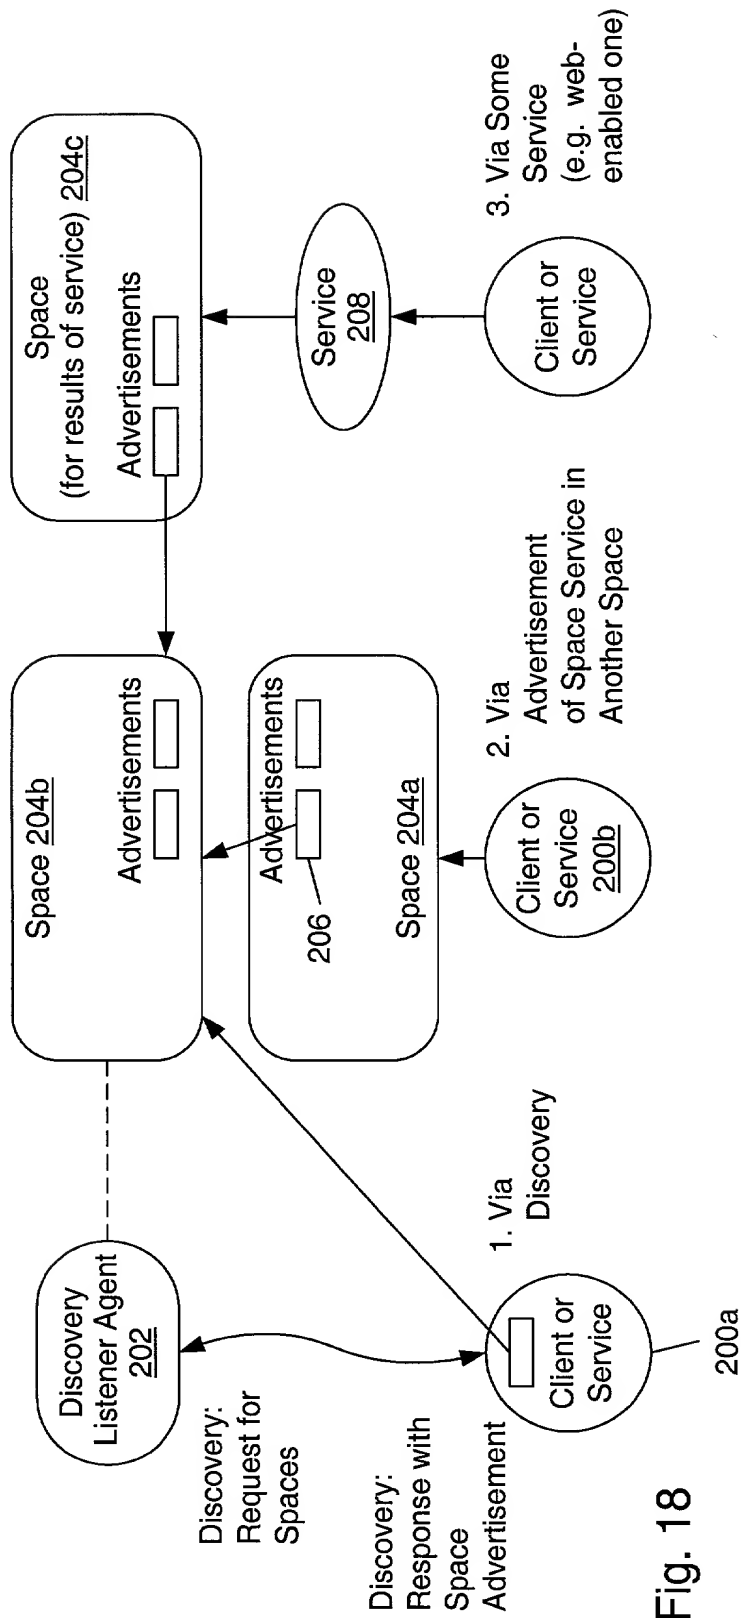 Discovery
Listener Agent
202
Discovery:
Request for
Spaces
Discovery:
Response with
Space
Advertisement
Client or
Service
200a
1. Via
Discovery
Space 204b
Advertisements
Advertisements
206
Space 204a
Client or
Service
200b
2. Via
Advertisement
of Space Service in
Another Space
Space
(for results of service) 204c
Advertisements
Service
208
Client or
Service
3. Via Some
Service
(e.g. web-
enabled one)
Fig. 18